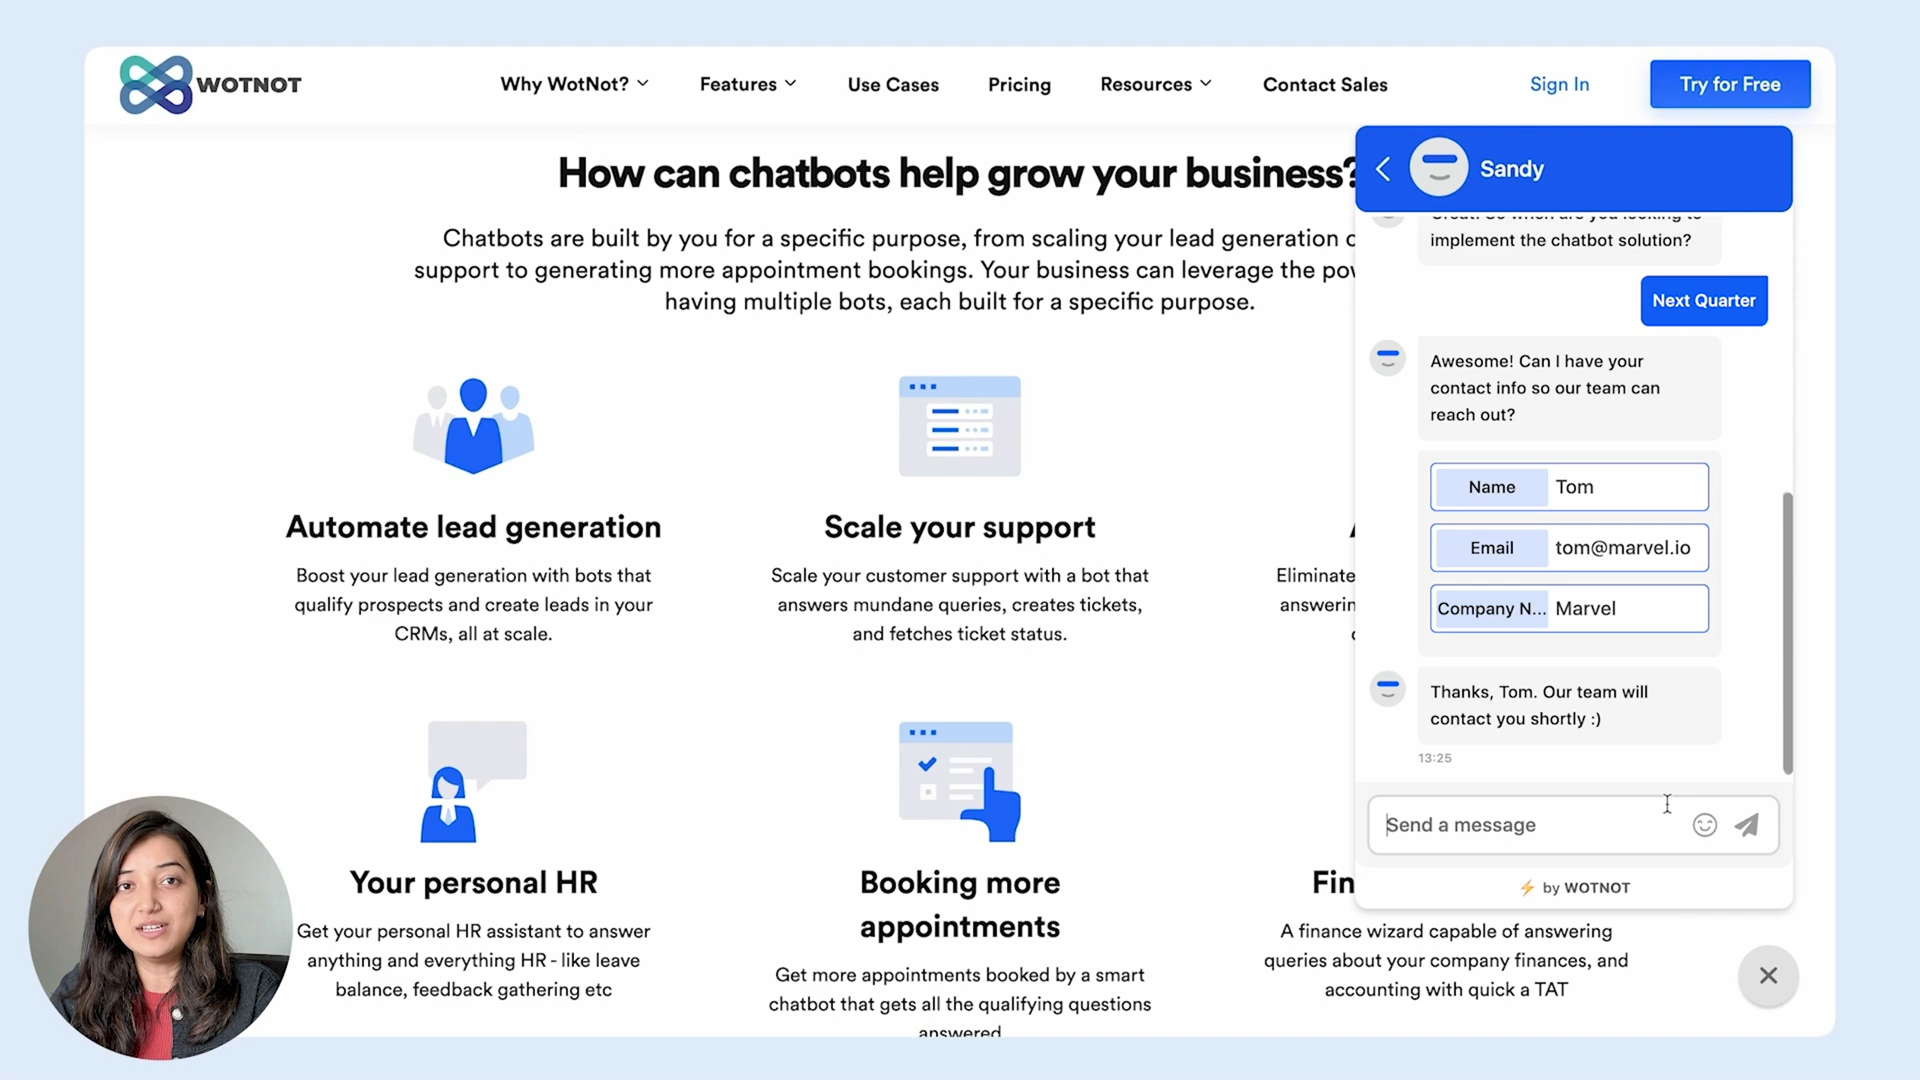 WOTNOT
Why WotNot?
Features
Use Cases
Pricing
Resources
Contact Sales
Sign In
Try for Free
How can chatbots help grow your business?
Chatbots are built by you for a specific purpose, from scaling your lead generation
support to generating more appointment bookings. Your business can leverage the
having multiple bots, each built for a specific purpose.
Automate lead generation
Boost your lead generation with bots that
qualify prospects and create leads in your
CRMs, all at scale.
Scale your support
Scale your customer support with a bot that
answers mundane queries, creates tickets,
and fetches ticket status.
Eliminate
Your personal HR
Get your personal HR assistant to answer
anything and everything HR - like leave
balance, feedback gathering etc
Booking more
appointments
Get more appointments booked by a smart
chatbot that gets all the qualifying questions
answered
Fin
A finance wizard capable of answering
queries about your company finances, and
accounting with quick a TAT
Sandy
Great! So when are you looking to
implement the chatbot solution?
Next Quarter
Awesome! Can I have your
contact info so our team can
reach out?
Name Tom
Email tom@marvel.io
Company N... Marvel
Thanks, Tom. Our team will
contact you shortly :)
13:25
Send a message
by WOTNOT